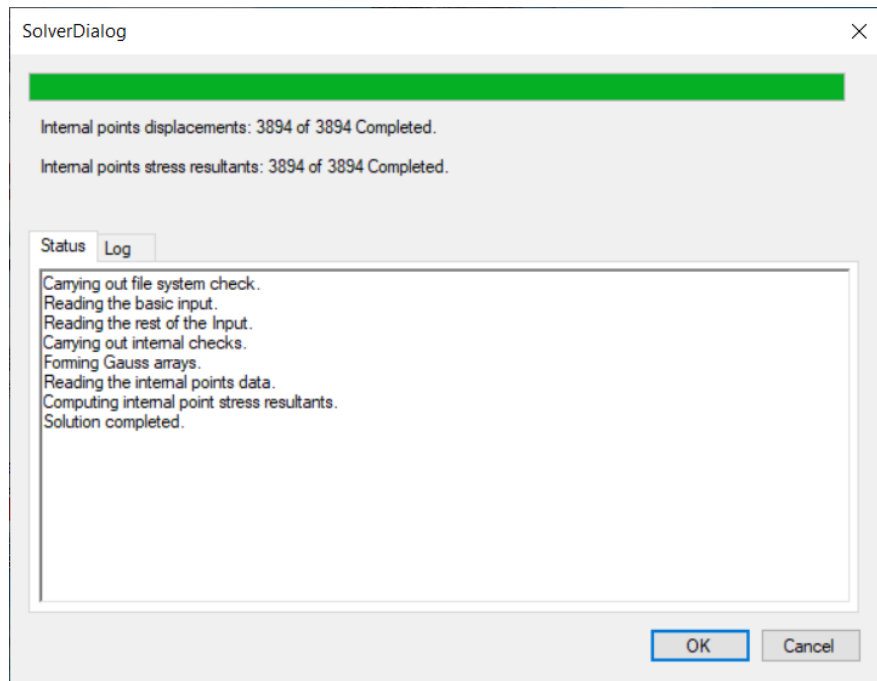 SolverDialog
Internal points displacements: 3894 of 3894 Completed.
Internal points stress resultants: 3894 of 3894 Completed.
Status Log
Carrying out file system check.
Reading the basic input.
Reading the rest of the Input.
Carrying out internal checks.
Forming Gauss arrays.
Reading the internal points data.
Computing internal point stress resultants.
Solution completed.
OK Cancel